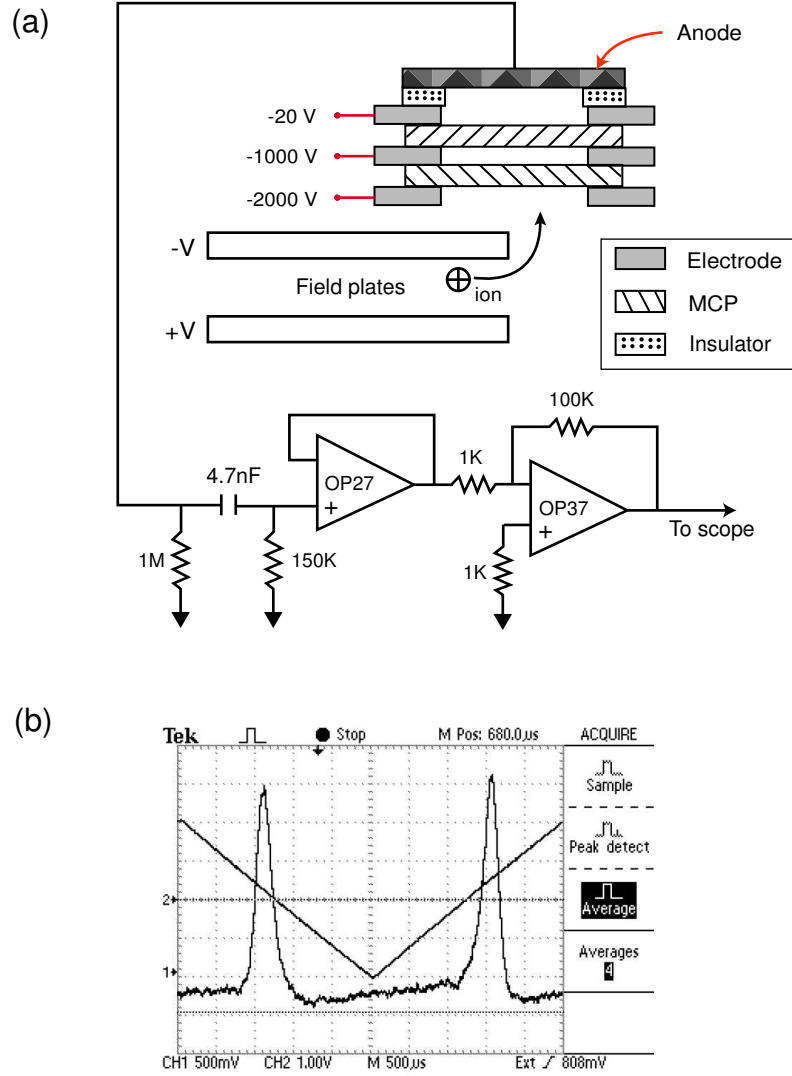 (a)
Anode
-20 V
-1000 V
-2000 V
-V
Field plates
ion
+V
Electrode
MCP
Insulator
100K
4.7nF
OP27
+
1K
OP37
+
To scope
1M
150K
1K
(b)
Tek
Stop
M Pos: 680.0µs
ACQUIRE
Sample
Peak detect
2
Average
1
Averages
4
CH1 500mV CH2 1.00V M 500µs Ext 808mV